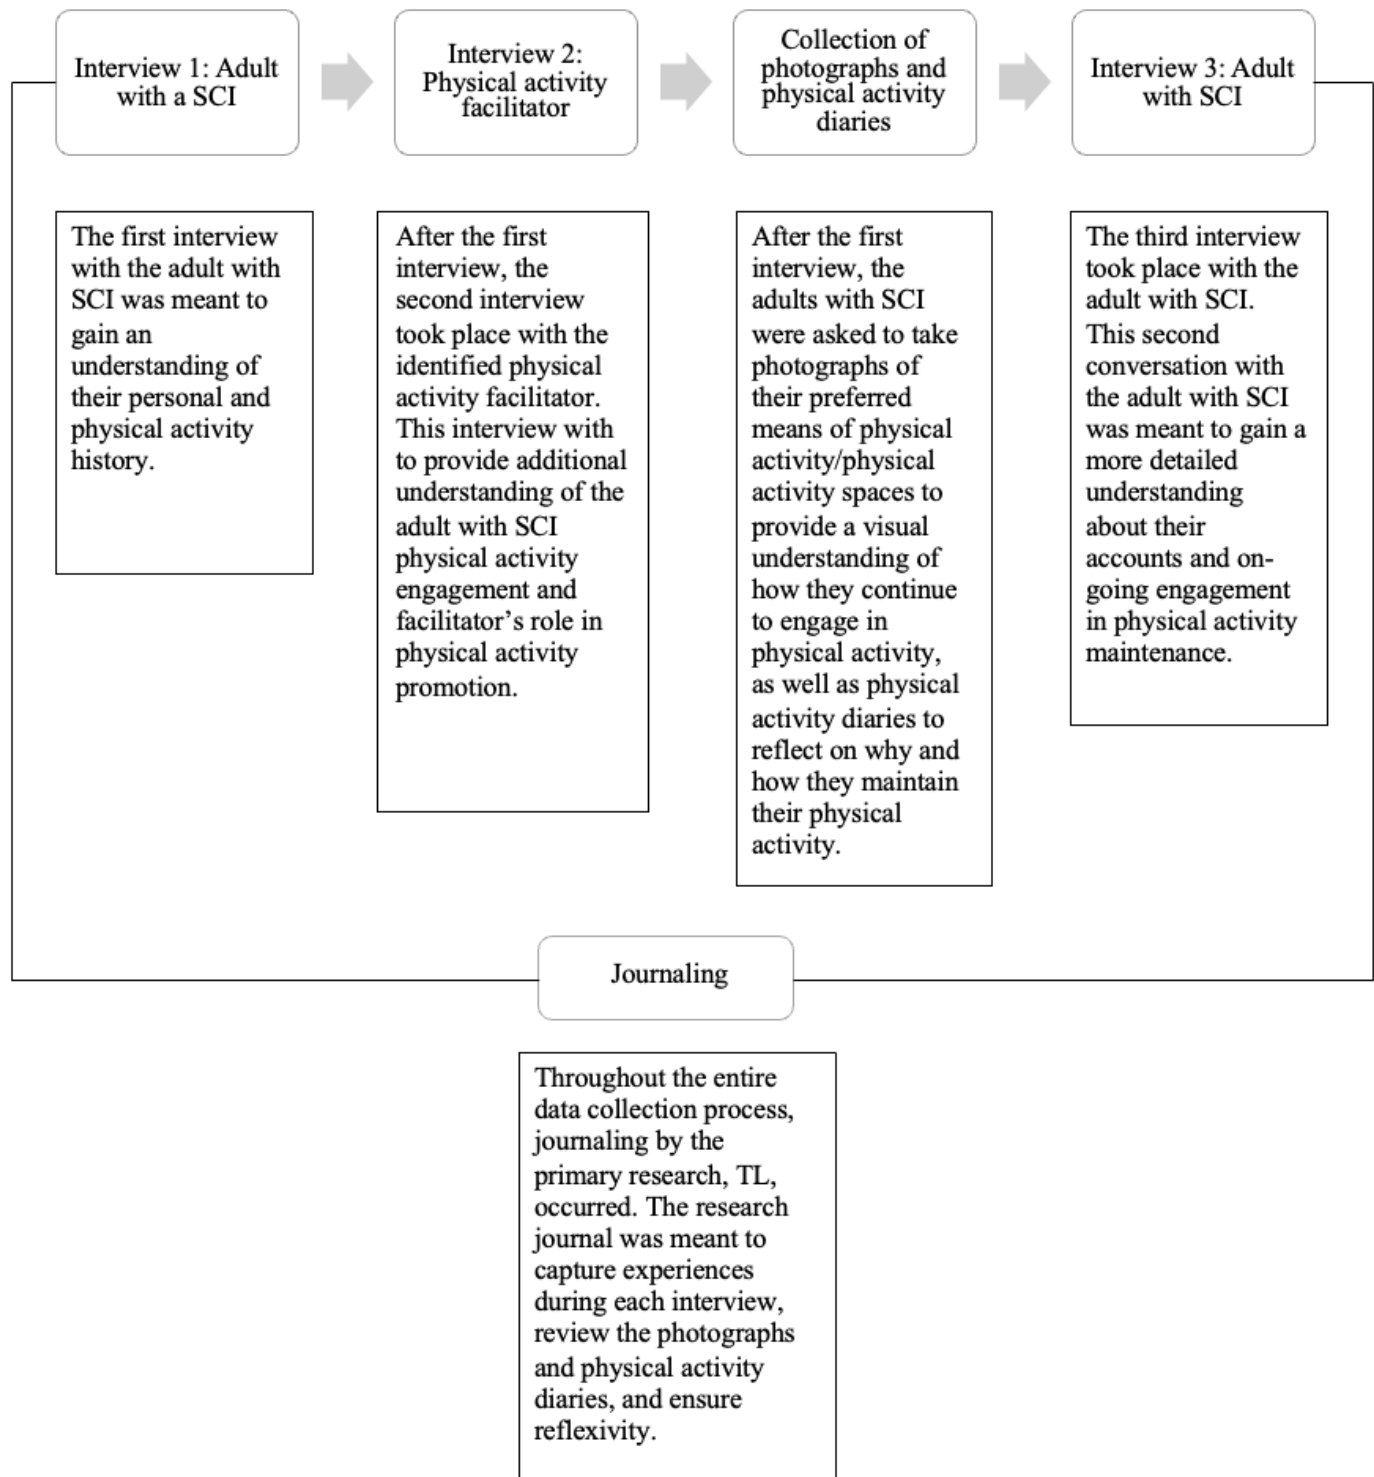 Interview 1: Adult
with a SCI
Interview 2:
Physical activity
facilitator
Collection of
photographs and
physical activity
diaries
Interview 3: Adult
with SCI
The first interview
with the adult with
SCI was meant to
gain an
understanding of
their personal and
physical activity
history.
After the first
interview, the
second interview
took place with the
identified physical
activity facilitator.
This interview with
to provide additional
understanding of the
adult with SCI
physical activity
engagement and
facilitator’s role in
physical activity
promotion.
After the first
interview, the
adults with SCI
were asked to take
photographs of
their preferred
means of physical
activity/physical
activity spaces to
provide a visual
understanding of
how they continue
to engage in
physical activity,
as well as physical
activity diaries to
reflect on why and
how they maintain
their physical
activity.
The third interview
took place with the
adult with SCI.
This second
conversation with
the adult with SCI
was meant to gain a
more detailed
understanding
about their
accounts and on-
going engagement
in physical activity
maintenance.
Journaling
Throughout the entire
data collection process,
journaling by the
primary research, TL,
occurred. The research
journal was meant to
capture experiences
during each interview,
review the photographs
and physical activity
diaries, and ensure
reflexivity.